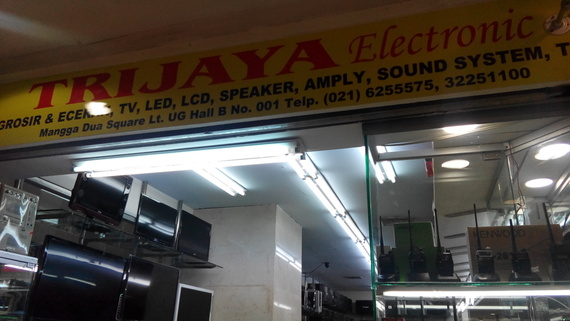 TRIJAYA Electronic
GROSIR & ECERAN, TV, LED, LCD, SPEAKER, AMPLY, SOUND SYSTEM, T
Mangga Dua Square Lt. UG Hall B No. 001 Telp. (021) 6255575, 32251100